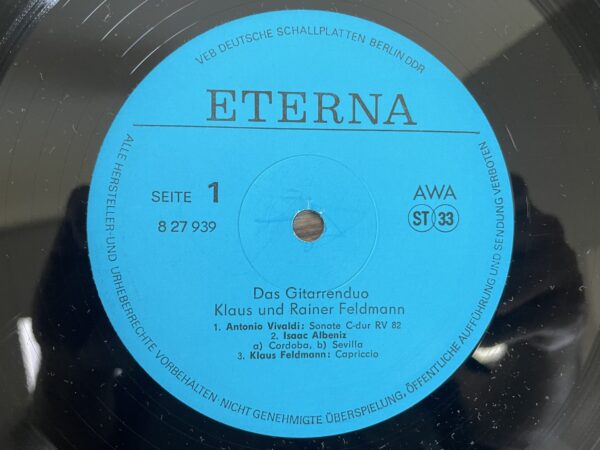 VEB DEUTSCHE SCHALLPLATTEN BERLIN DDR
ETERNA
SEITE 1
8 27 939
AWA
ST 33
Das Gitarrenduo
Klaus und Rainer Feldmann
1. Antonio Vivaldi: Sonate C-dur RV 82
2. Isaac Albeniz
a) Cordoba, b) Sevilla
3. Klaus Feldmann: Capriccio
ALLE HERSTELLER- UND URHEBERRECHTE VORBEHALTEN · NICHT GENEHMIGTE ÜBERSPIELUNG, ÖFFENTLICHE AUFFÜHRUNG UND SENDUNG VERBOTEN